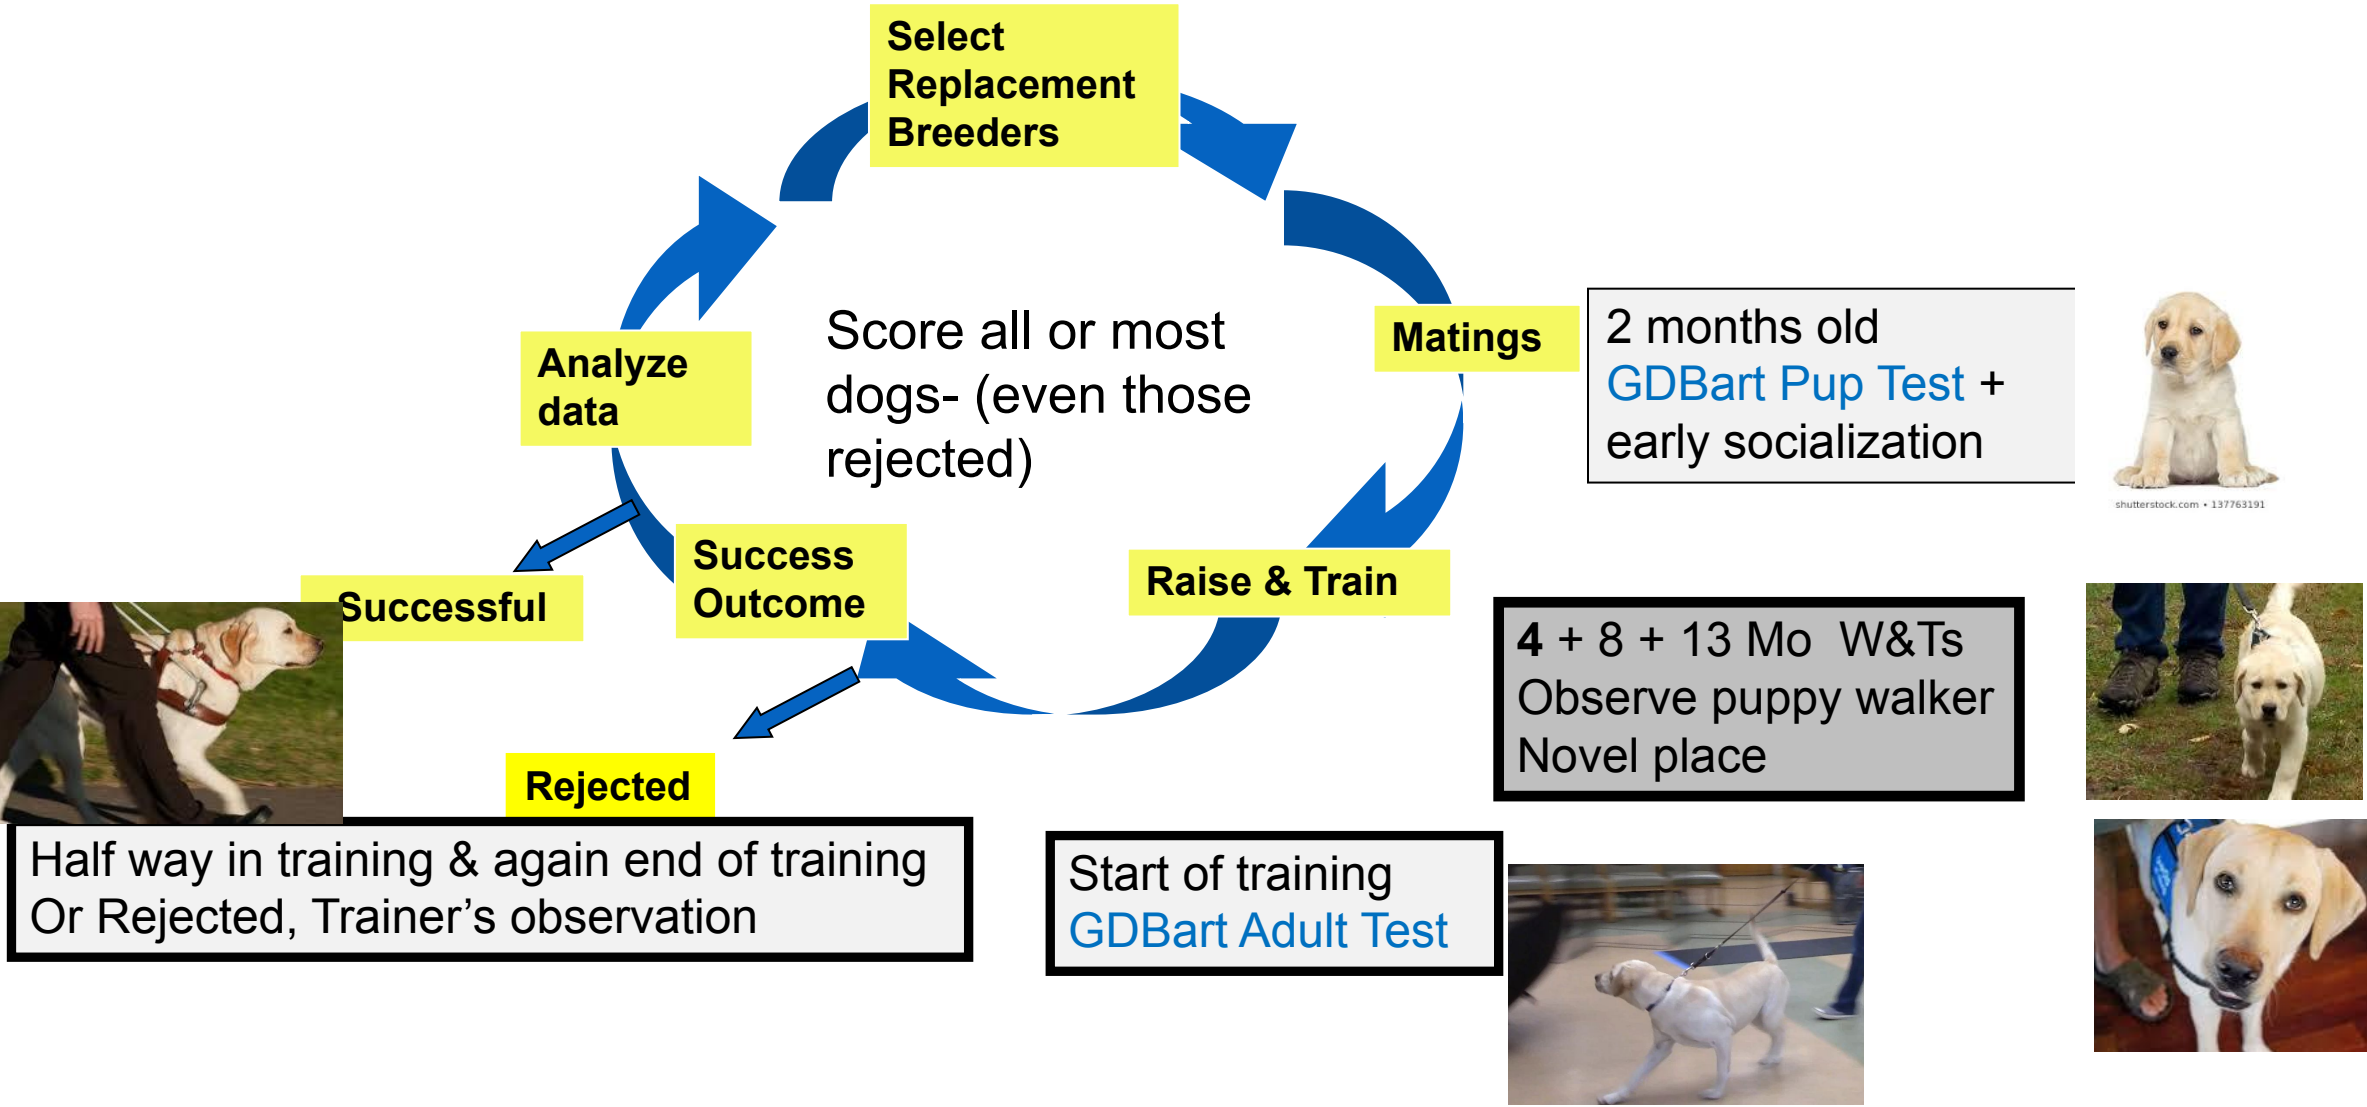 Select
Replacement
Breeders
Score all or most
dogs- (even those
rejected)
Matings
2 months old
GDBart Pup Test +
early socialization
shutterstock.com • 137763191
Analyze
data
Success
Outcome
Raise & Train
Successful
4 + 8 + 13 Mo W&Ts
Observe puppy walker
Novel place
Rejected
Half way in training & again end of training
Or Rejected, Trainer’s observation
Start of training
GDBart Adult Test